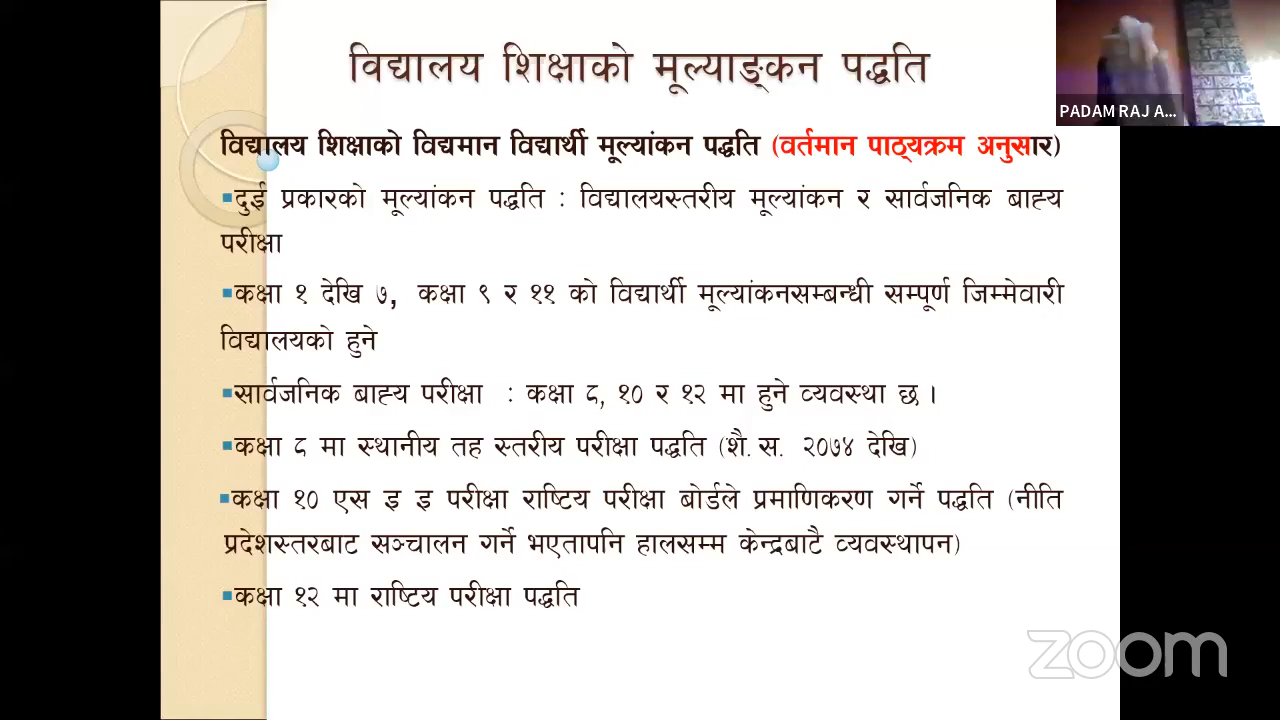 विद्यालय शिक्षाको मूल्याङ्कन पद्धति
PADAM RAJ A...
विद्यालय शिक्षाको विद्यमान विद्यार्थी मूल्यांकन पद्धति (वर्तमान पाठ्यक्रम अनुसार)
▪दुई प्रकारको मूल्यांकन पद्धति : विद्यालयस्तरीय मूल्यांकन र सार्वजनिक बाह्य
परीक्षा
▪कक्षा १ देखि ७, कक्षा ९ र ११ को विद्यार्थी मूल्यांकनसम्बन्धी सम्पूर्ण जिम्मेवारी
विद्यालयको हुने
▪सार्वजनिक बाह्य परीक्षा : कक्षा ८, १० र १२ मा हुने व्यवस्था छ ।
▪कक्षा ८ मा स्थानीय तह स्तरीय परीक्षा पद्धति (शै. स. २०७४ देखि)
▪कक्षा १० एस इ इ परीक्षा राष्टिय परीक्षा बोर्डले प्रमाणिकरण गर्ने पद्धति (नीति
प्रदेशस्तरबाट सञ्चालन गर्ने भएतापनि हालसम्म केन्द्रबाटै व्यवस्थापन)
▪कक्षा १२ मा राष्टिय परीक्षा पद्धति
zoom